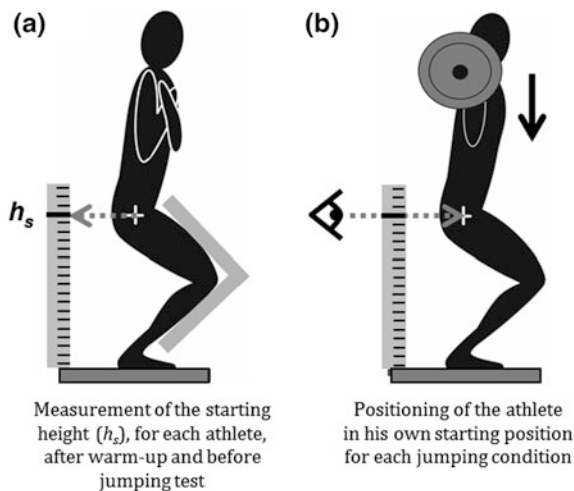 (a)
(b)
hs
Measurement of the starting
height (hs), for each athlete,
after warm-up and before
jumping test
Positioning of the athlete
in his own starting position
for each jumping condition